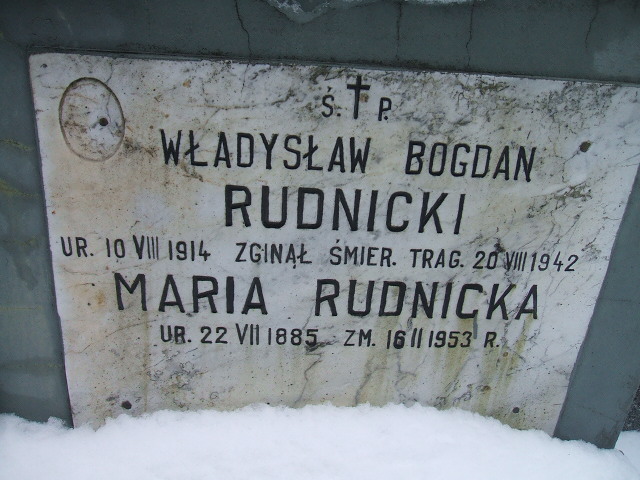 Ś. † P.
WŁADYSŁAW BOGDAN
RUDNICKI
UR. 10 VIII 1914 ZGINĄŁ ŚMIER. TRAG. 20 VIII 1942
MARIA RUDNICKA
UR. 22 VII 1885 ZM. 16 II 1953 R.